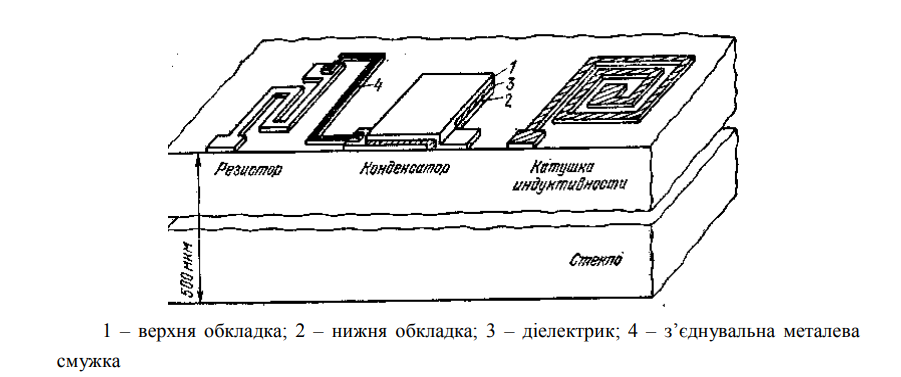 1
3
2
4
Резистор
Конденсатор
Катушка
индуктивности
500 мкм
Стекло
1 – верхня обкладка; 2 – нижня обкладка; 3 – діелектрик; 4 – з’єднувальна металева
смужка